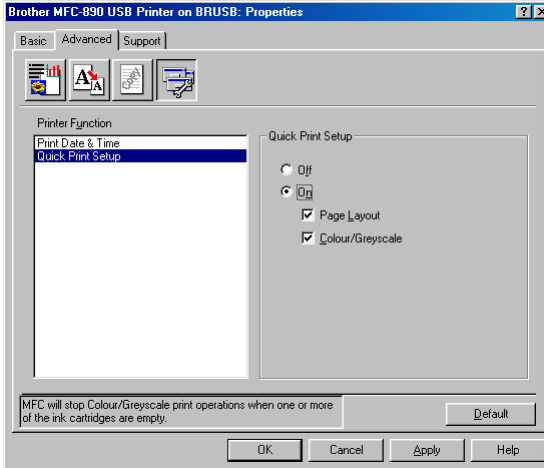 Brother MFC-890 USB Printer on BRUSB: Properties
Basic Advanced Support
Printer Function
Print Date & Time
Quick Print Setup
Quick Print Setup
Off
On
Page Layout
Colour/Greyscale
MFC will stop Colour/Greyscale print operations when one or more
of the ink cartridges are empty.
Default
OK Cancel Apply Help